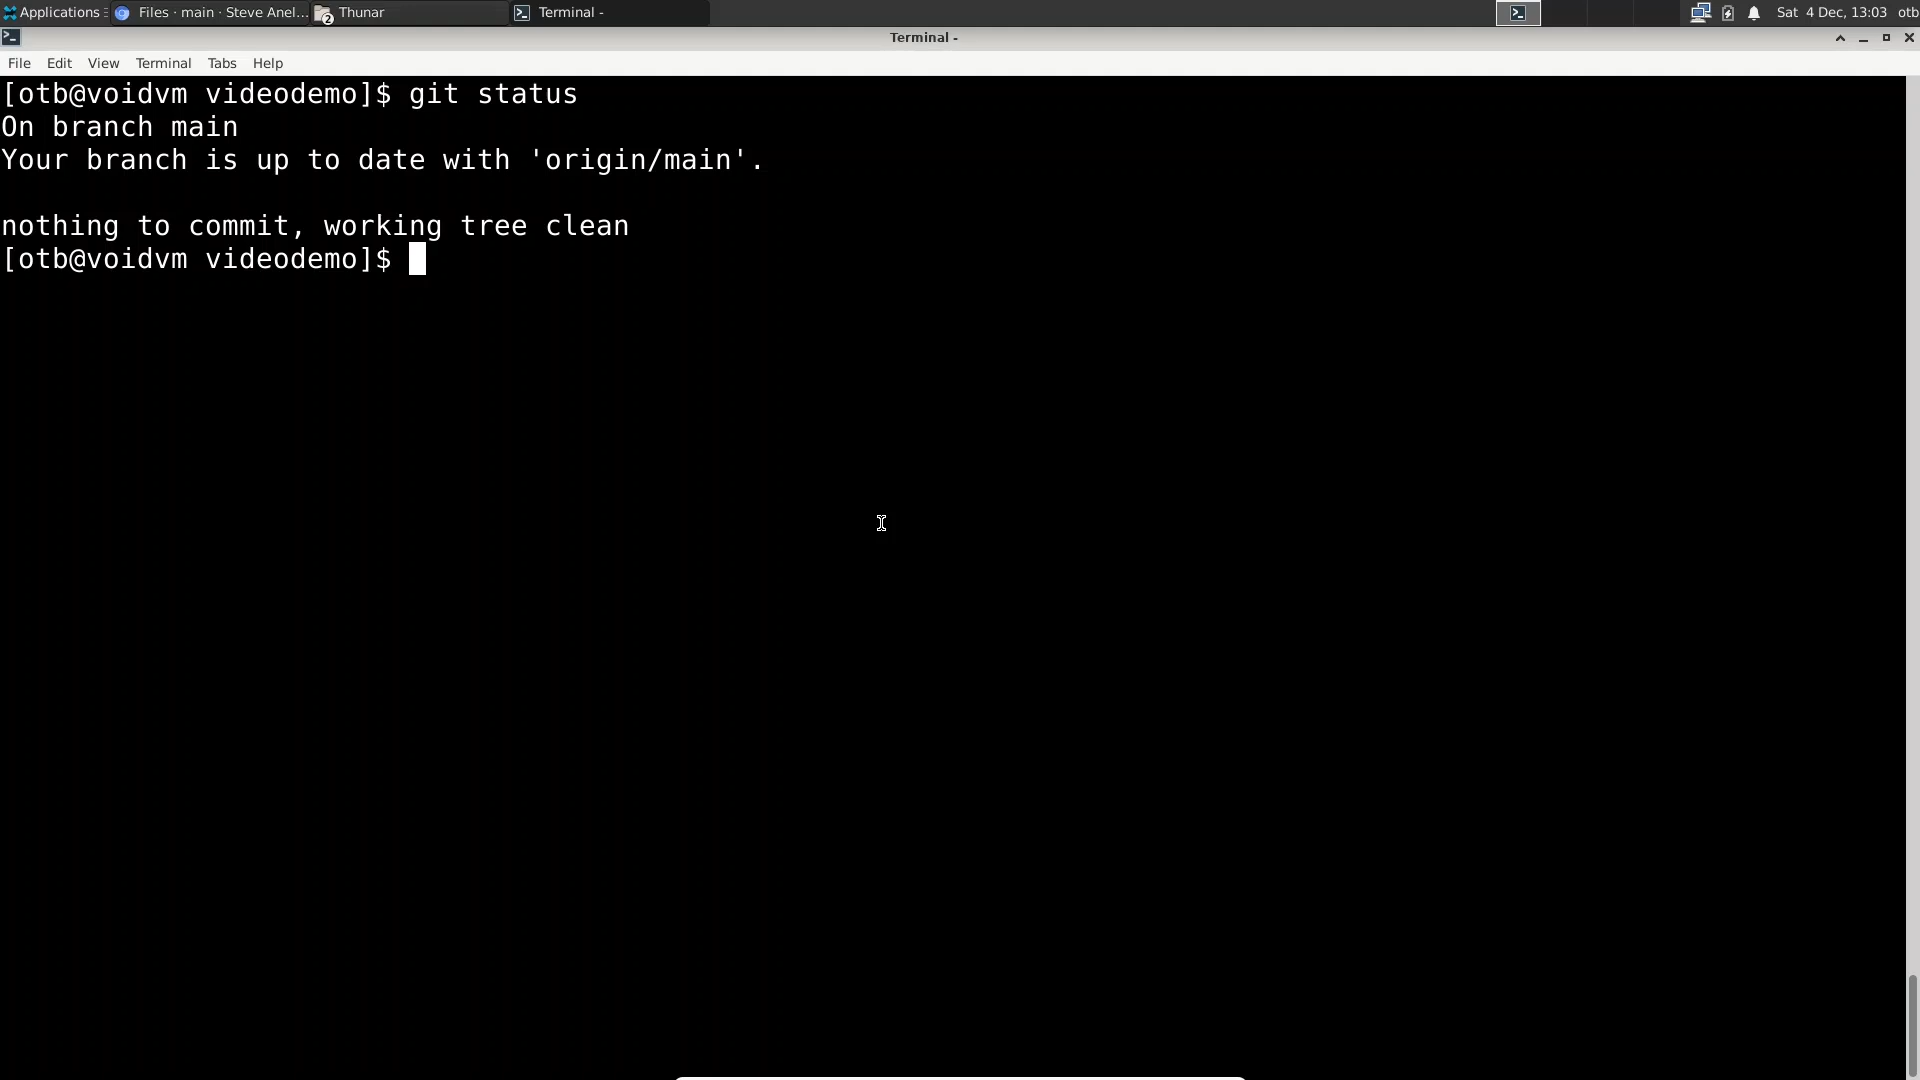 Applications Files · main · Steve Anel... 2 Thunar Terminal - Sat 4 Dec, 13:03 otb
Terminal -
File Edit View Terminal Tabs Help
[otb@voidvm videodemo]$ git status
On branch main
Your branch is up to date with 'origin/main'.
nothing to commit, working tree clean
[otb@voidvm videodemo]$